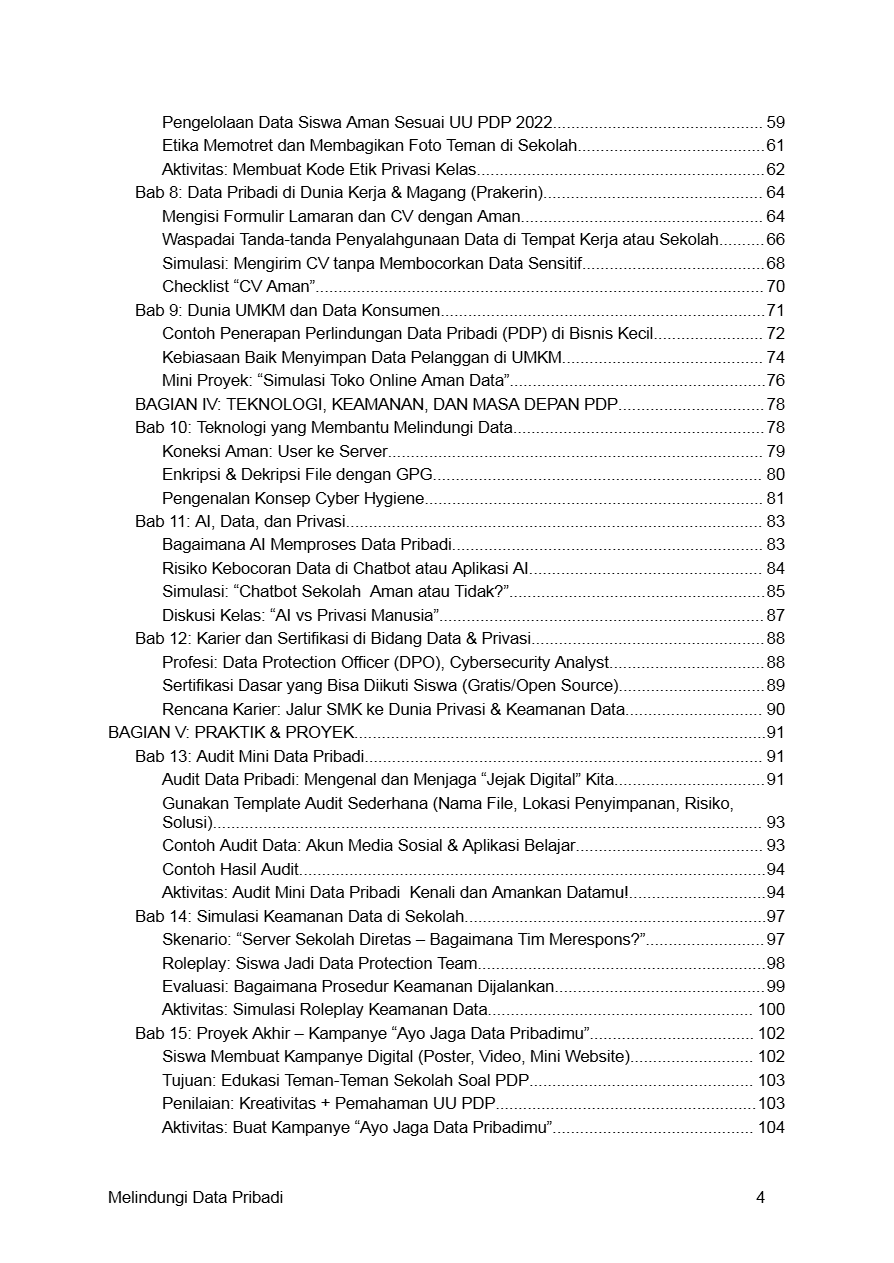 Pengelolaan Data Siswa Aman Sesuai UU PDP 2022............................................... 59
Etika Memotret dan Membagikan Foto Teman di Sekolah.........................................61
Aktivitas: Membuat Kode Etik Privasi Kelas................................................................62
Bab 8: Data Pribadi di Dunia Kerja & Magang (Prakerin)................................................. 64
Mengisi Formulir Lamaran dan CV dengan Aman...................................................... 64
Waspadai Tanda-tanda Penyalahgunaan Data di Tempat Kerja atau Sekolah..........66
Simulasi: Mengirim CV tanpa Membocorkan Data Sensitif........................................68
Checklist “CV Aman”....................................................................................................70
Bab 9: Dunia UMKM dan Data Konsumen........................................................................71
Contoh Penerapan Perlindungan Data Pribadi (PDP) di Bisnis Kecil........................ 72
Kebiasaan Baik Menyimpan Data Pelanggan di UMKM............................................ 74
Mini Proyek: “Simulasi Toko Online Aman Data”.........................................................76
BAGIAN IV: TEKNOLOGI, KEAMANAN, DAN MASA DEPAN PDP................................ 78
Bab 10: Teknologi yang Membantu Melindungi Data........................................................78
Koneksi Aman: User ke Server................................................................................... 79
Enkripsi & Dekripsi File dengan GPG......................................................................... 80
Pengenalan Konsep Cyber Hygiene........................................................................... 81
Bab 11: AI, Data, dan Privasi............................................................................................ 83
Bagaimana AI Memproses Data Pribadi..................................................................... 83
Risiko Kebocoran Data di Chatbot atau Aplikasi AI.................................................... 84
Simulasi: “Chatbot Sekolah  Aman atau Tidak?”.........................................................85
Diskusi Kelas: “AI vs Privasi Manusia”........................................................................87
Bab 12: Karier dan Sertifikasi di Bidang Data & Privasi....................................................88
Profesi: Data Protection Officer (DPO), Cybersecurity Analyst..................................88
Sertifikasi Dasar yang Bisa Diikuti Siswa (Gratis/Open Source)................................89
Rencana Karier: Jalur SMK ke Dunia Privasi & Keamanan Data.............................. 90
BAGIAN V: PRAKTIK & PROYEK..........................................................................................91
Bab 13: Audit Mini Data Pribadi........................................................................................ 91
Audit Data Pribadi: Mengenal dan Menjaga “Jejak Digital” Kita.................................91
Gunakan Template Audit Sederhana (Nama File, Lokasi Penyimpanan, Risiko,
Solusi)......................................................................................................................... 93
Contoh Audit Data: Akun Media Sosial & Aplikasi Belajar......................................... 93
Contoh Hasil Audit.......................................................................................................94
Aktivitas: Audit Mini Data Pribadi  Kenali dan Amankan Datamu!..............................94
Bab 14: Simulasi Keamanan Data di Sekolah..................................................................97
Skenario: “Server Sekolah Diretas – Bagaimana Tim Merespons?”..........................97
Roleplay: Siswa Jadi Data Protection Team...............................................................98
Evaluasi: Bagaimana Prosedur Keamanan Dijalankan..............................................99
Aktivitas: Simulasi Roleplay Keamanan Data........................................................... 100
Bab 15: Proyek Akhir – Kampanye “Ayo Jaga Data Pribadimu”.................................... 102
Siswa Membuat Kampanye Digital (Poster, Video, Mini Website)........................... 102
Tujuan: Edukasi Teman-Teman Sekolah Soal PDP................................................. 103
Penilaian: Kreativitas + Pemahaman UU PDP..........................................................103
Aktivitas: Buat Kampanye “Ayo Jaga Data Pribadimu”............................................ 104
Melindungi Data Pribadi 4